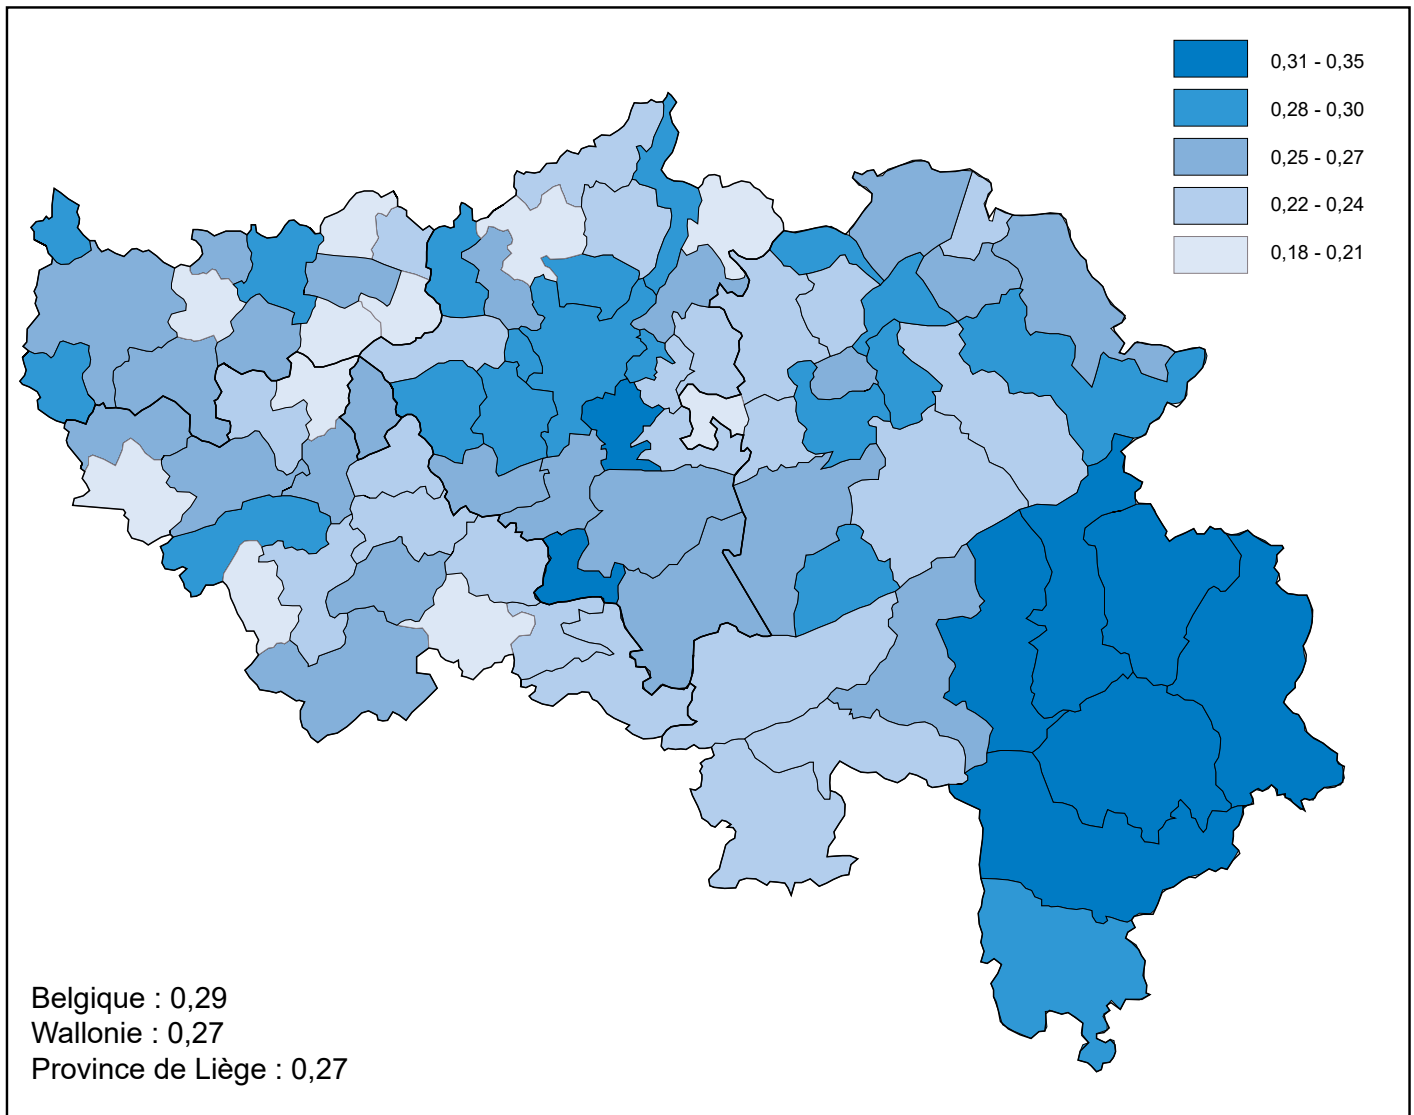 0,31 - 0,35
0,28 - 0,30
0,25 - 0,27
0,22 - 0,24
0,18 - 0,21
Belgique : 0,29
Wallonie : 0,27
Province de Liège : 0,27